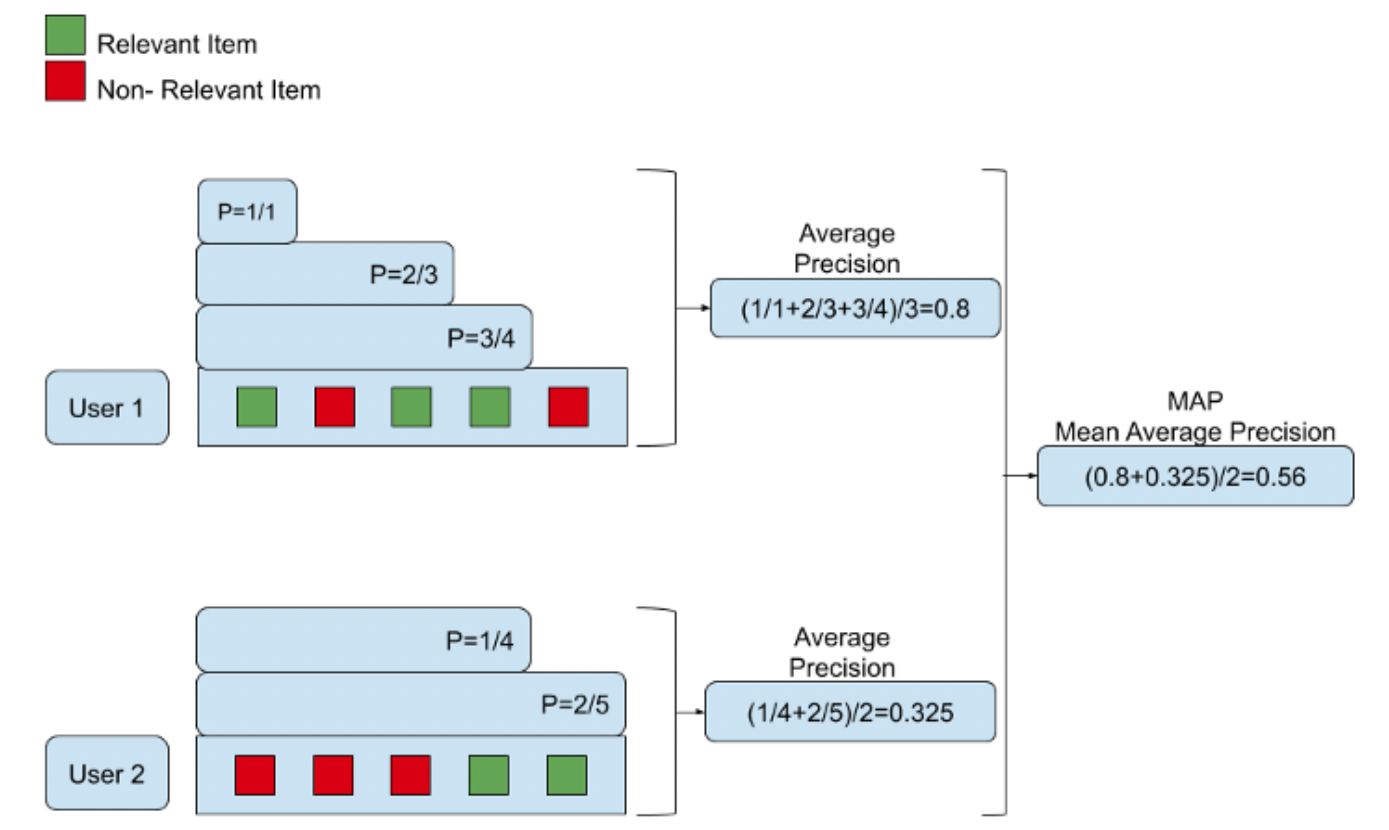 Relevant Item
Non- Relevant Item
P=1/1
P=2/3
P=3/4
User 1
Average
Precision
(1/1+2/3+3/4)/3=0.8
MAP
Mean Average Precision
(0.8+0.325)/2=0.56
P=1/4
P=2/5
User 2
Average
Precision
(1/4+2/5)/2=0.325